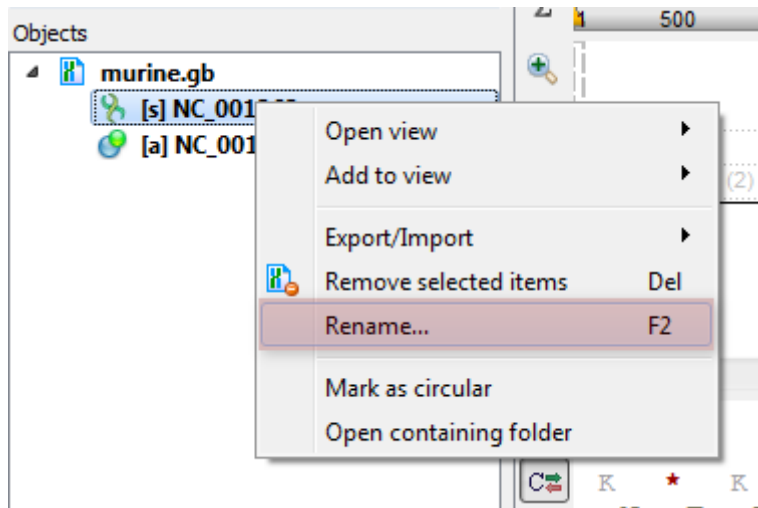 Objects
1 500
murine.gb
[s] NC_001
[a] NC_001
Open view
Add to view
(2)
Export/Import
Remove selected items Del
Rename... F2
Mark as circular
Open containing folder
C K * K